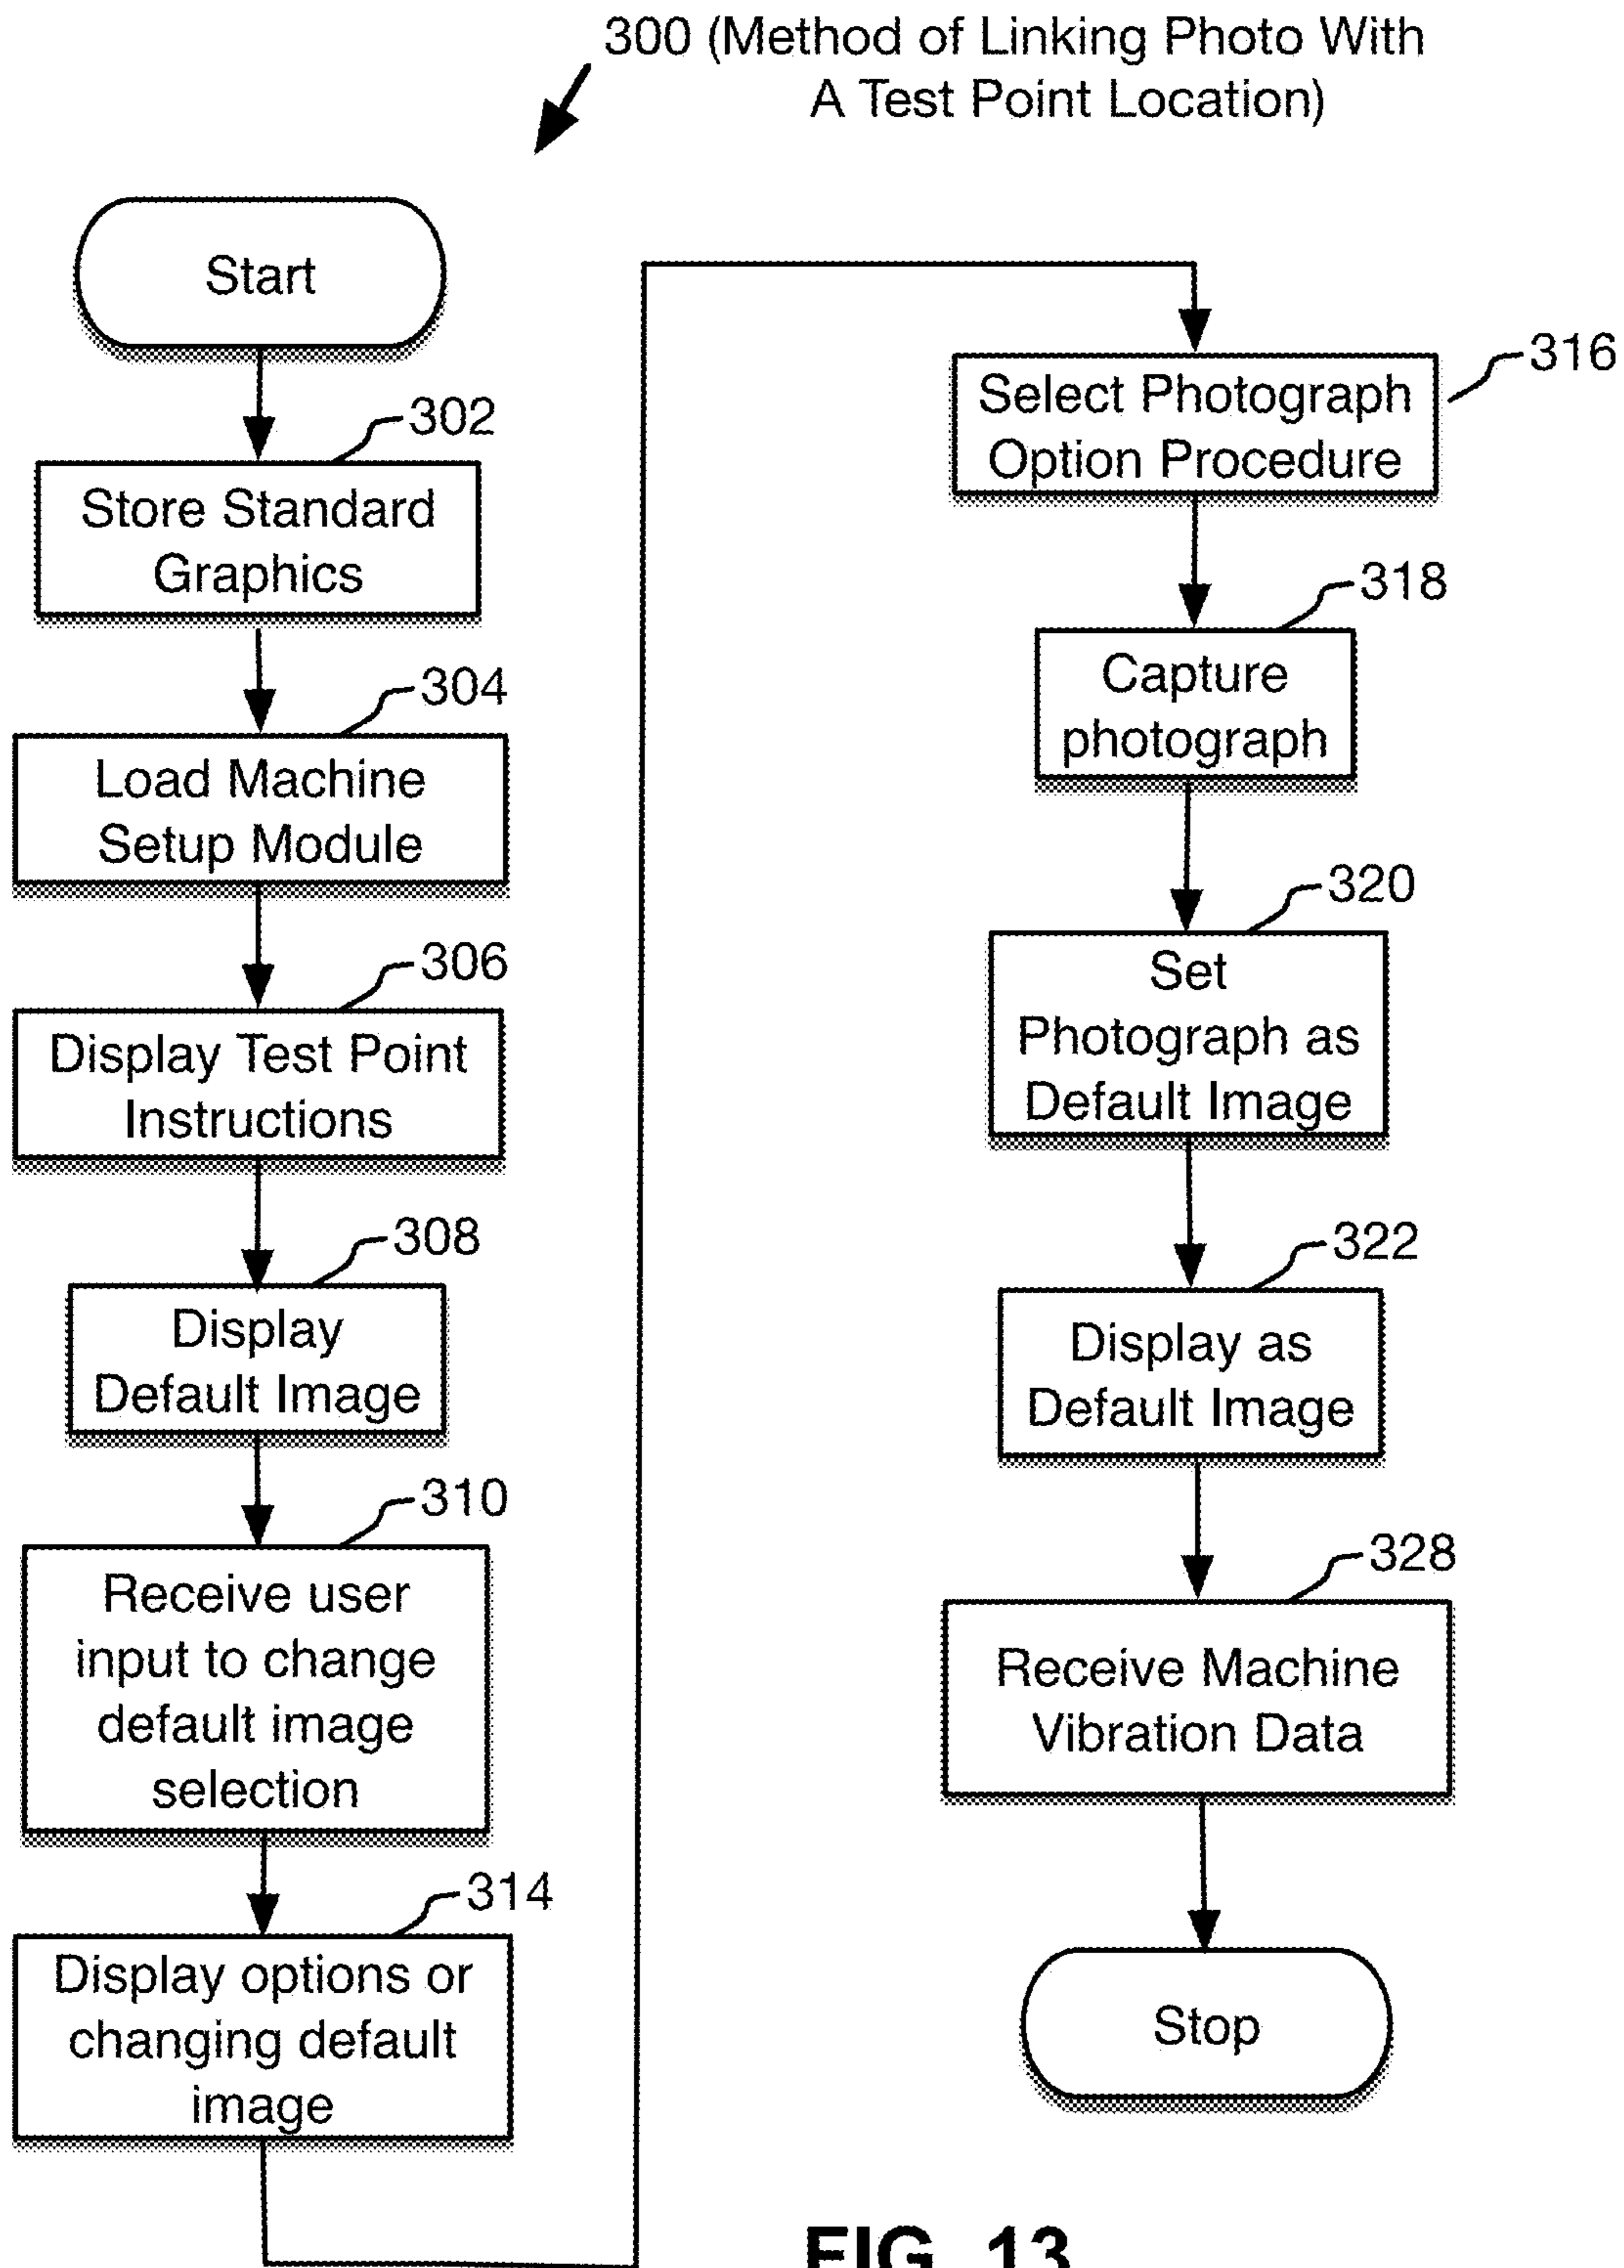 300 (Method of Linking Photo With
A Test Point Location)
Start
302
Store Standard
Graphics
304
Load Machine
Setup Module
306
Display Test Point
Instructions
308
Display
Default Image
310
Receive user
input to change
default image
selection
314
Display options or
changing default
image
316
Select Photograph
Option Procedure
318
Capture
photograph
320
Set
Photograph as
Default Image
322
Display as
Default Image
328
Receive Machine
Vibration Data
Stop
FIG. 13